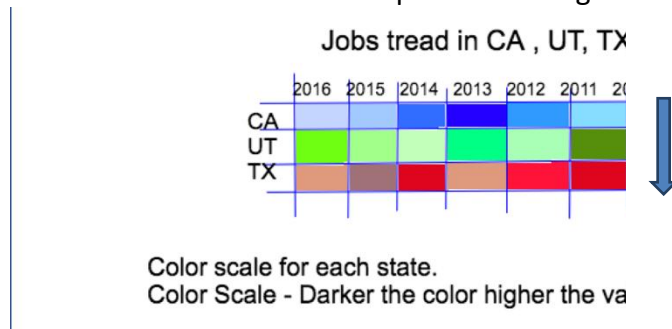 Jobs tread in CA , UT, TX
2016 2015 2014 2013 2012 2011
CA
UT
TX
Color scale for each state.
Color Scale - Darker the color higher the va